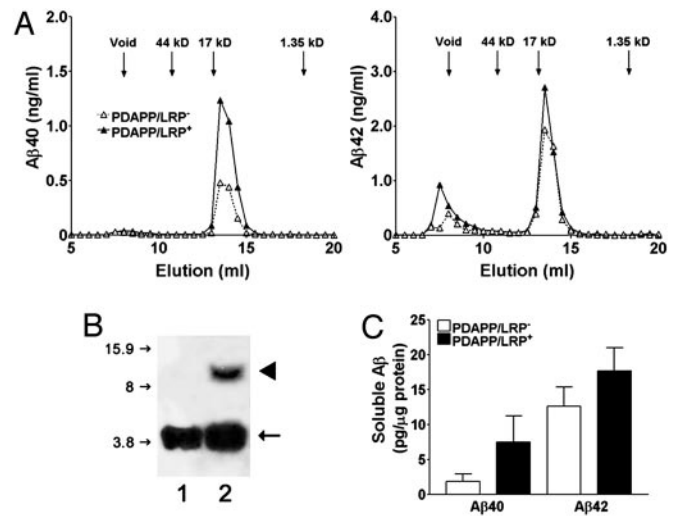 A
Void 44 kD 17 kD 1.35 kD
2.0
1.5
1.0
0.5
0
Aβ40 (ng/ml)
PDAPP/LRP-
PDAPP/LRP+
5 10 15 20
Elution (ml)
Void 44 kD 17 kD 1.35 kD
4.0
3.0
2.0
1.0
0
Aβ42 (ng/ml)
5 10 15 20
Elution (ml)
B
15.9 →
8 →
3.8 →
1 2
C
PDAPP/LRP-
PDAPP/LRP+
Soluble Aβ
(pg/μg protein)
25
20
15
10
5
0
Aβ40 Aβ42